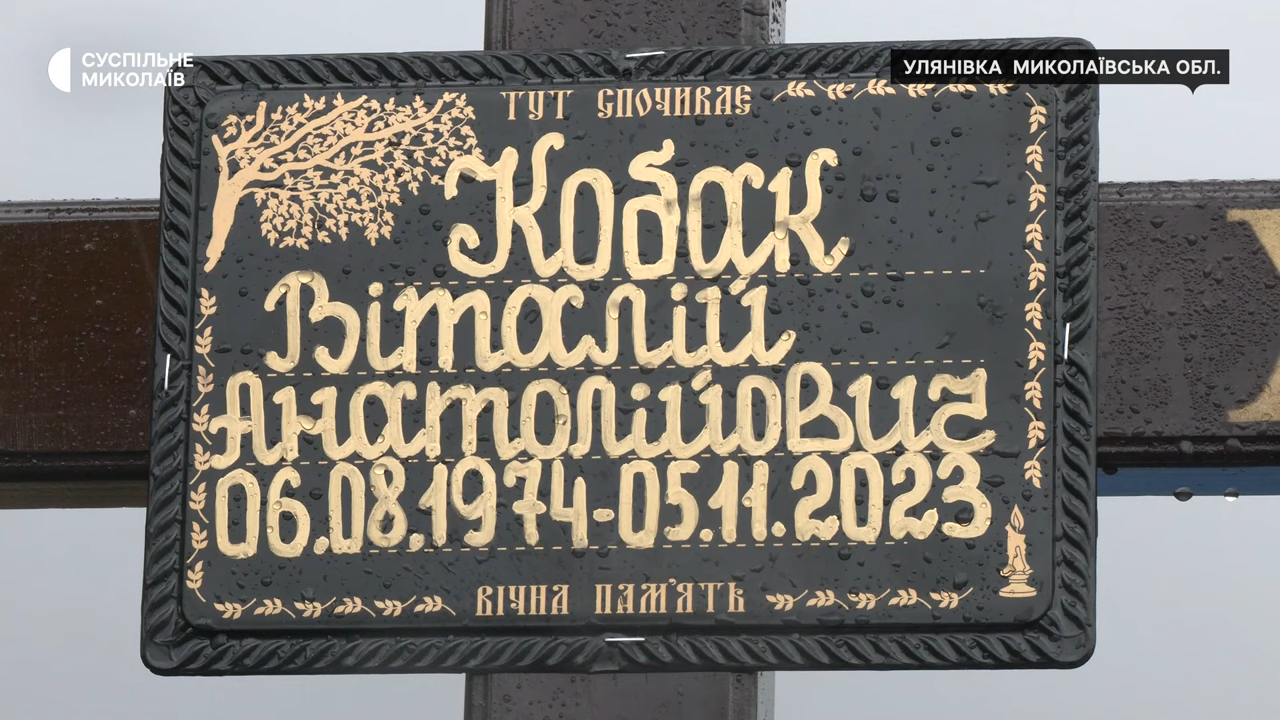 СУСПІЛЬНЕ
МИКОЛАЇВ
УЛЯНІВКА МИКОЛАЇВСЬКА ОБЛ.
ТУТ СПОЧИВАЄ
Кобак
Віталій
Анатолійович
06.08.1974-05.11.2023
ВІЧНА ПАМ'ЯТЬ